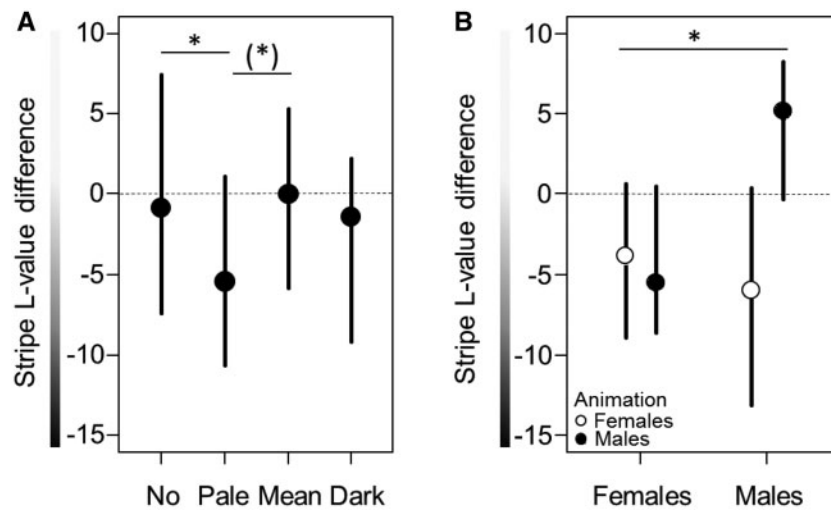 A
Stripe L-value difference
10
5
0
-5
-10
-15
*
(*)
No Pale Mean Dark
B
Stripe L-value difference
10
5
0
-5
-10
-15
*
Animation
Females
Males
Females Males